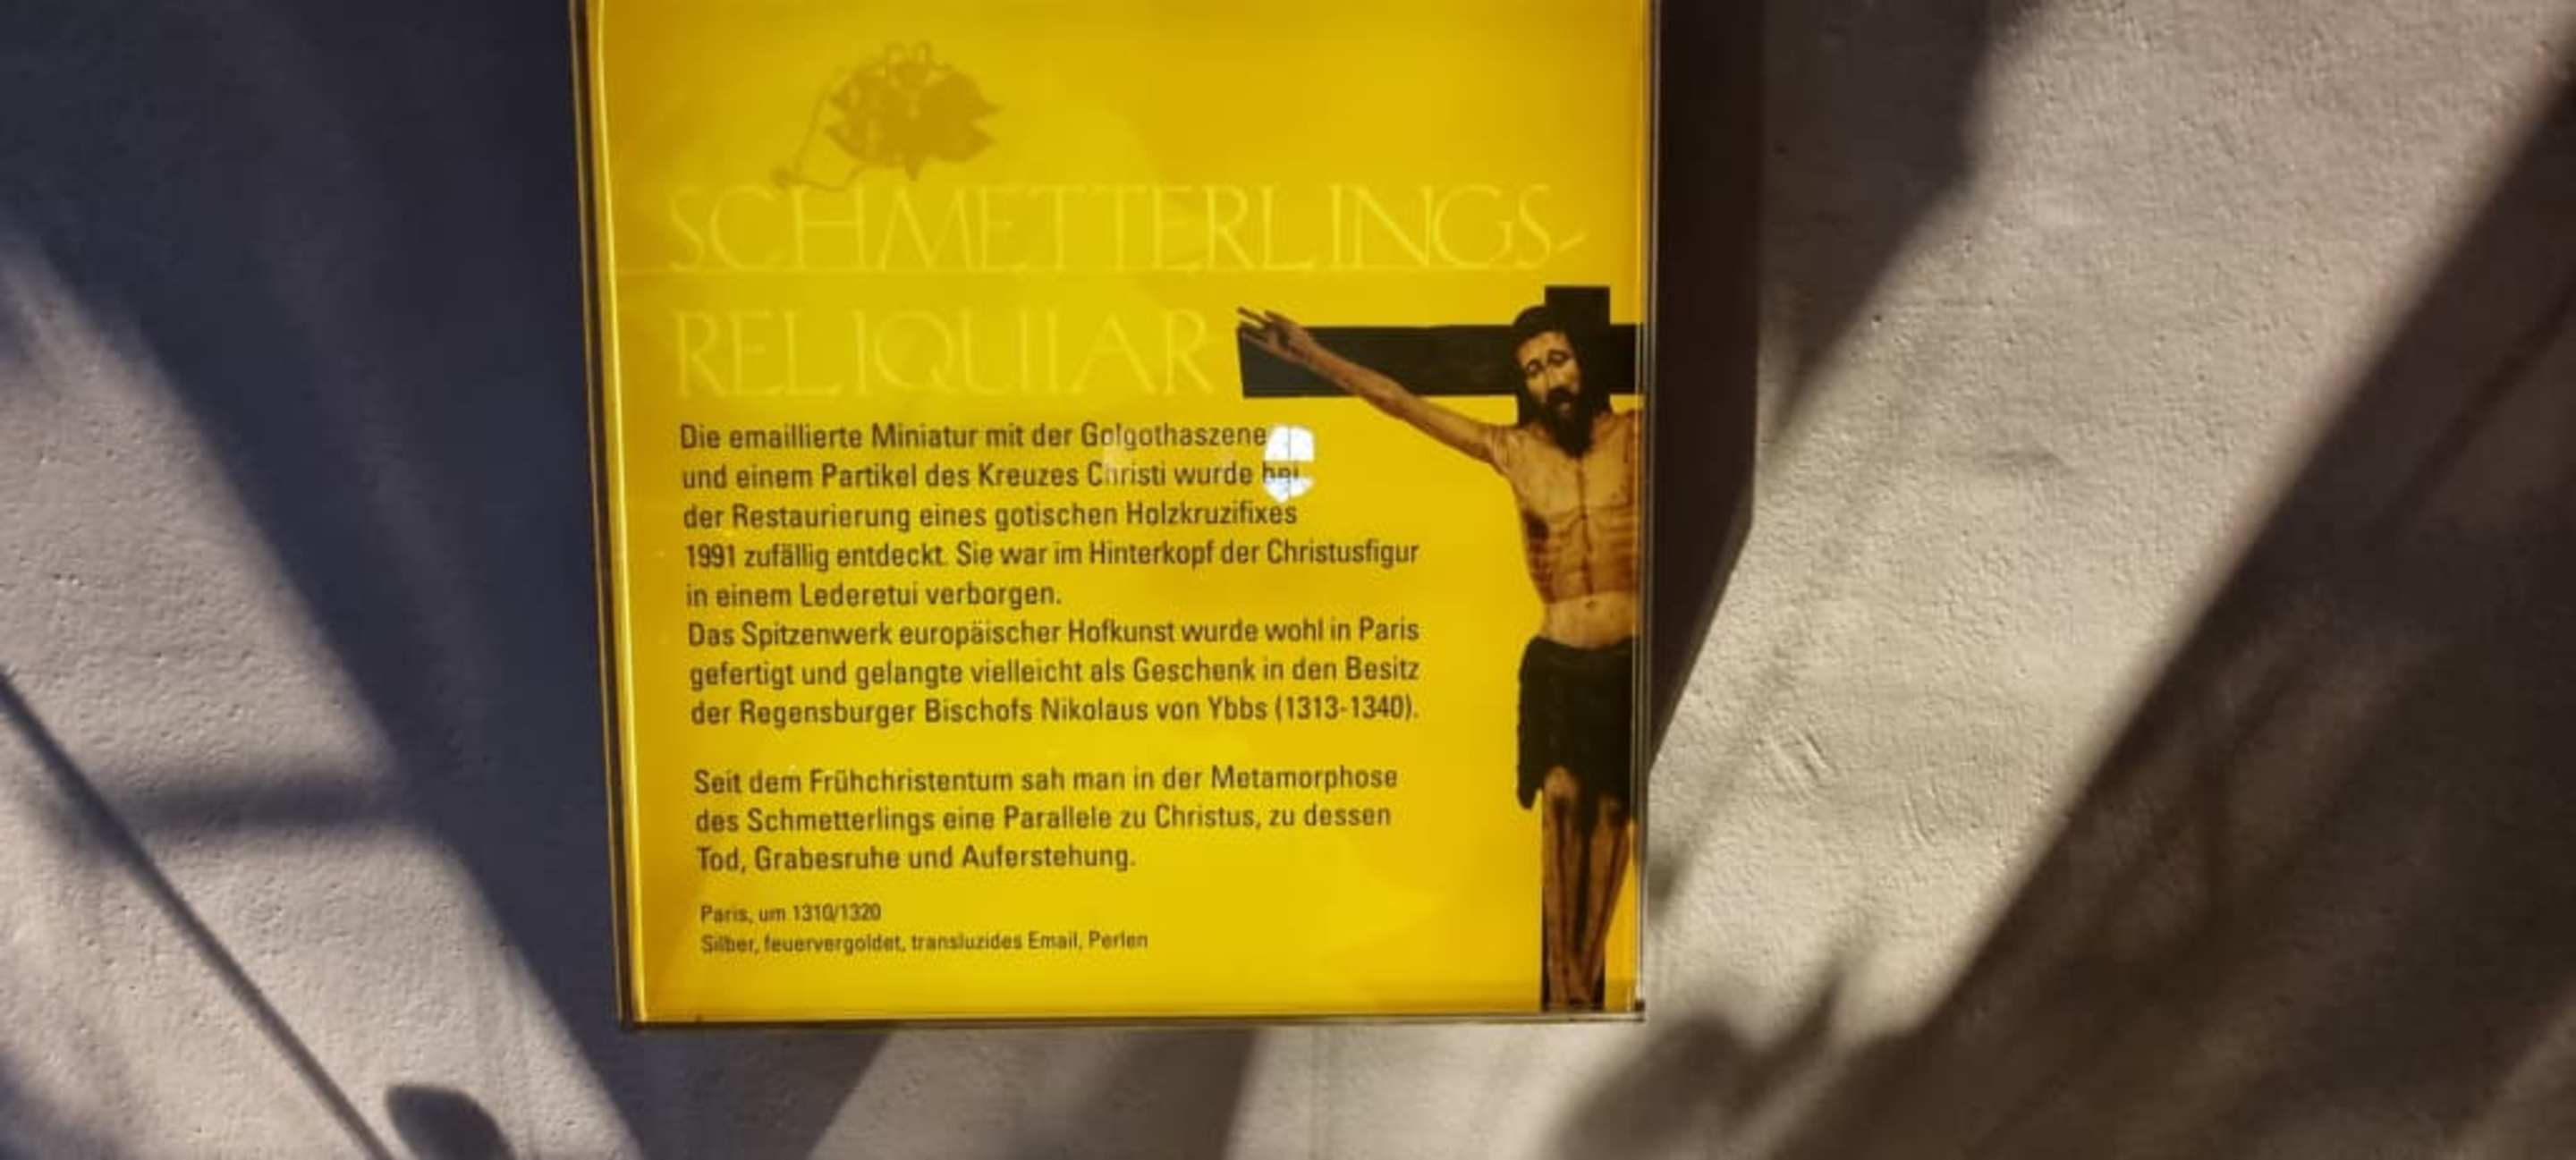 SCHMETTERLINGS-
RELIQUIAR
Die emaillierte Miniatur mit der Golgothaszene
und einem Partikel des Kreuzes Christi wurde bei
der Restaurierung eines gotischen Holzkruzifixes
1991 zufällig entdeckt. Sie war im Hinterkopf der Christusfigur
in einem Lederetui verborgen.
Das Spitzenwerk europäischer Hofkunst wurde wohl in Paris
gefertigt und gelangte vielleicht als Geschenk in den Besitz
der Regensburger Bischofs Nikolaus von Ybbs (1313-1340).
Seit dem Frühchristentum sah man in der Metamorphose
des Schmetterlings eine Parallele zu Christus, zu dessen
Tod, Grabesruhe und Auferstehung.
Paris, um 1310/1320
Silber, feuervergoldet, transluzides Email, Perlen